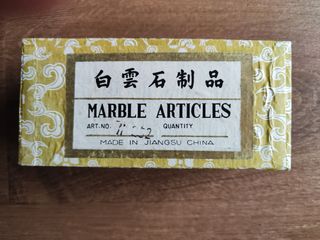 白雲石制品
MARBLE ARTICLES
ART·NO. QUANTITY
MADE IN JIANGSU CHINA